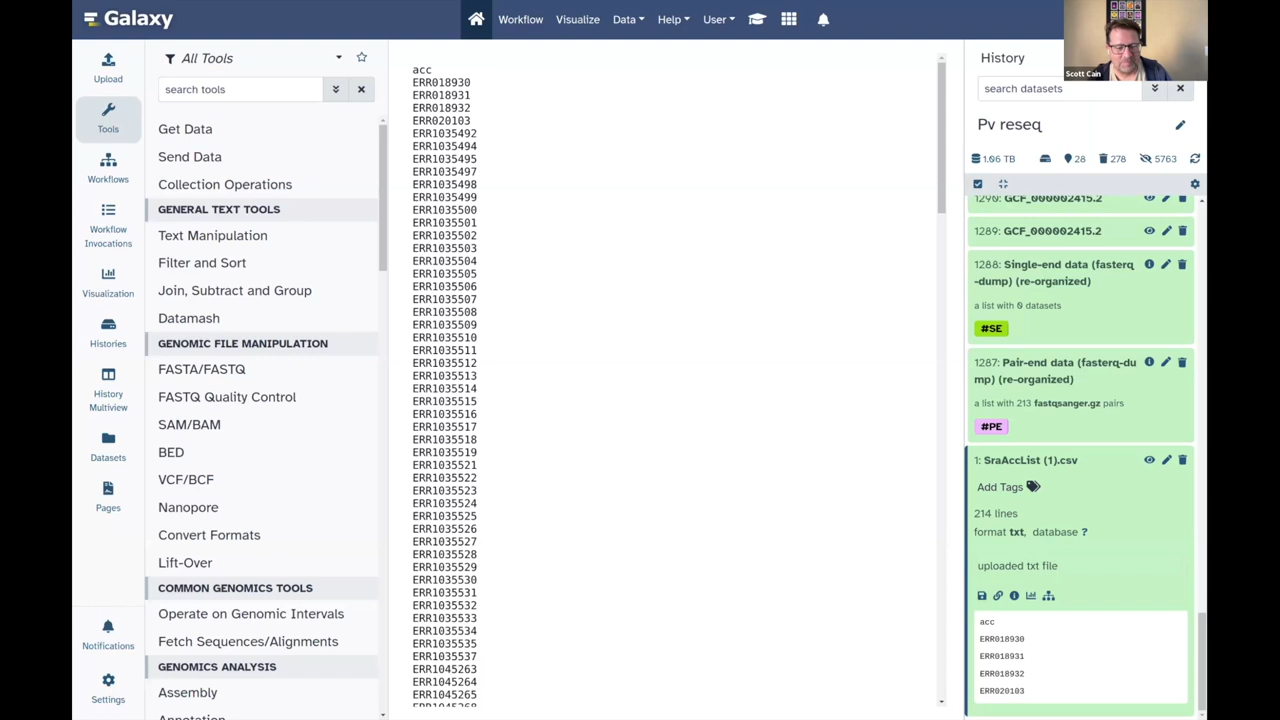 Galaxy
Workflow
Visualize
Data
Help
User
Scott Cain
Upload
Tools
Workflows
Workflow
Invocations
Visualization
Histories
History
Multiview
Datasets
Pages
Notifications
Settings
All Tools
search tools
Get Data
Send Data
Collection Operations
GENERAL TEXT TOOLS
Text Manipulation
Filter and Sort
Join, Subtract and Group
Datamash
GENOMIC FILE MANIPULATION
FASTA/FASTQ
FASTQ Quality Control
SAM/BAM
BED
VCF/BCF
Nanopore
Convert Formats
Lift-Over
COMMON GENOMICS TOOLS
Operate on Genomic Intervals
Fetch Sequences/Alignments
GENOMICS ANALYSIS
Assembly
Annotation
acc
ERR018930
ERR018931
ERR018932
ERR020103
ERR1035492
ERR1035494
ERR1035495
ERR1035497
ERR1035498
ERR1035499
ERR1035500
ERR1035501
ERR1035502
ERR1035503
ERR1035504
ERR1035505
ERR1035506
ERR1035507
ERR1035508
ERR1035509
ERR1035510
ERR1035511
ERR1035512
ERR1035513
ERR1035514
ERR1035515
ERR1035516
ERR1035517
ERR1035518
ERR1035519
ERR1035521
ERR1035522
ERR1035523
ERR1035524
ERR1035525
ERR1035526
ERR1035527
ERR1035528
ERR1035529
ERR1035530
ERR1035531
ERR1035532
ERR1035533
ERR1035534
ERR1035535
ERR1035537
ERR1045263
ERR1045264
ERR1045265
ERR1045268
History
search datasets
Pv reseq
1.06 TB 28 278 5763
1290: GCF_000002415.2
1289: GCF_000002415.2
1288: Single-end data (fasterq
-dump) (re-organized)
a list with 0 datasets
#SE
1287: Pair-end data (fasterq-du
mp) (re-organized)
a list with 213 fastqsanger.gz pairs
#PE
1: SraAccList (1).csv
Add Tags
214 lines
format txt, database ?
uploaded txt file
acc
ERR018930
ERR018931
ERR018932
ERR020103